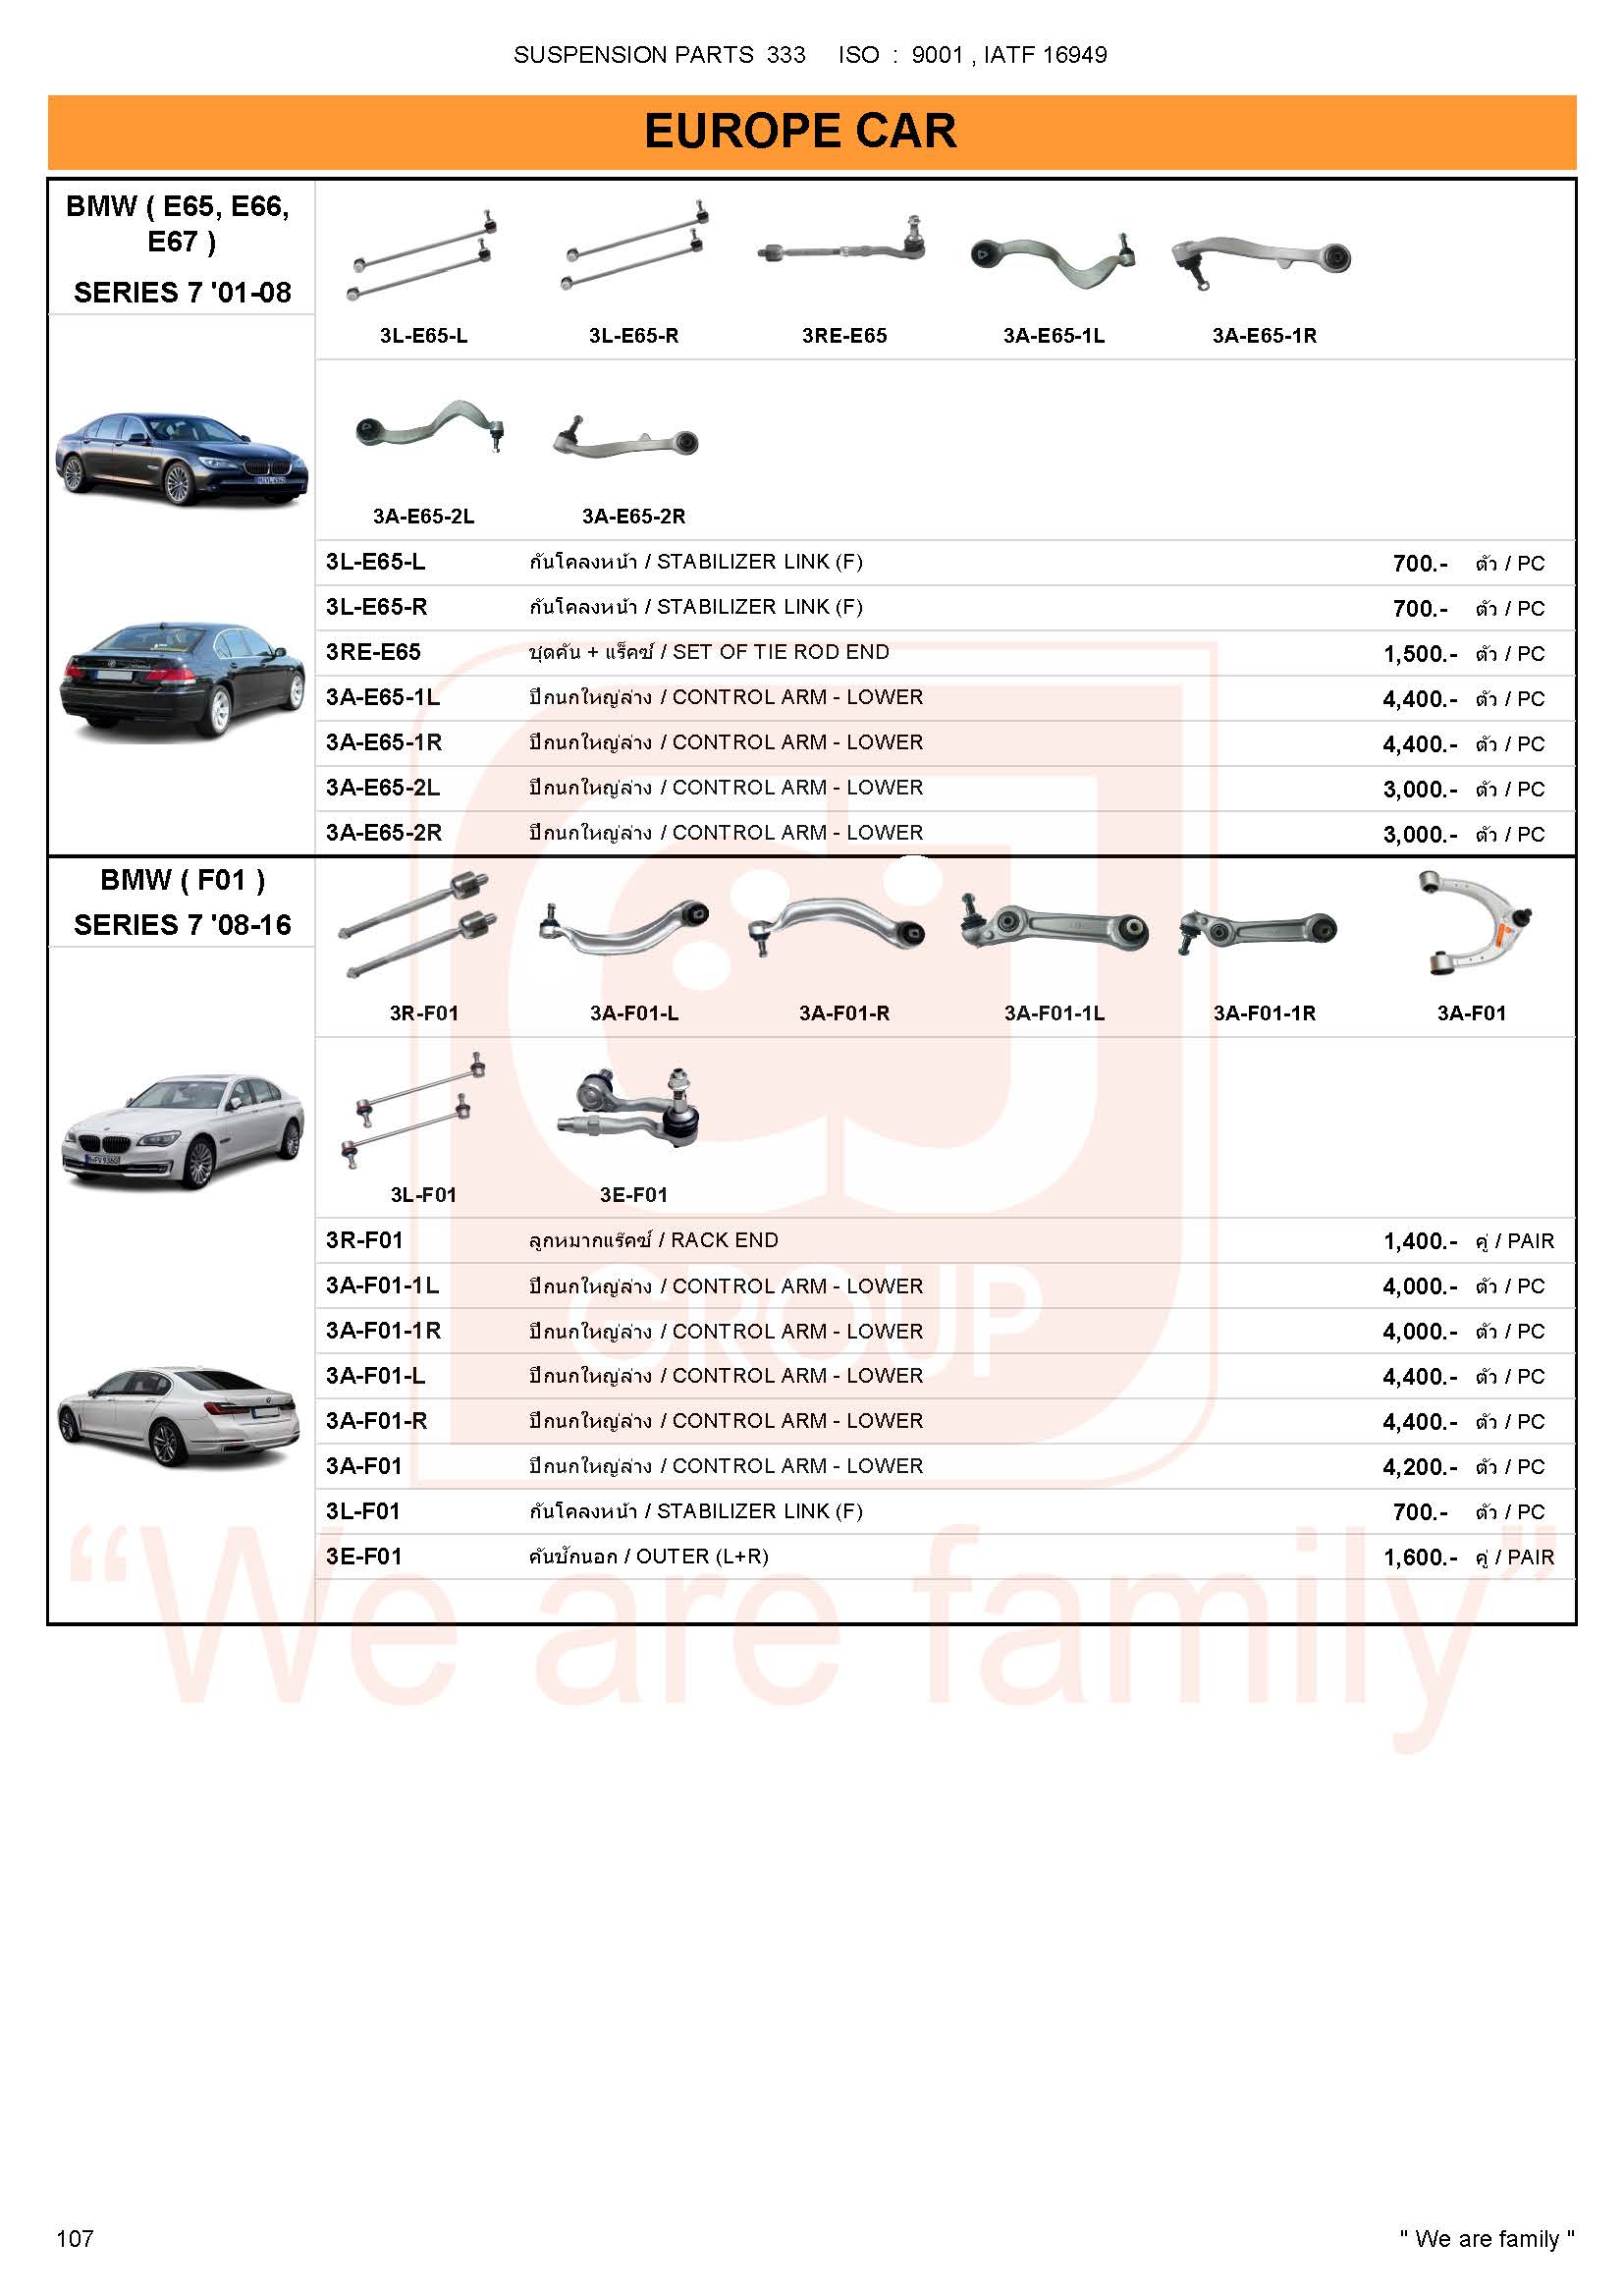 SUSPENSION PARTS 333 ISO : 9001 , IATF 16949
EUROPE CAR
BMW ( E65, E66,
E67 )
SERIES 7 '01-08
3L-E65-L 3L-E65-R 3RE-E65 3A-E65-1L 3A-E65-1R
3A-E65-2L 3A-E65-2R
3L-E65-L กันโคลงหน้า / STABILIZER LINK (F) 700.- ตัว / PC
3L-E65-R กันโคลงหน้า / STABILIZER LINK (F) 700.- ตัว / PC
3RE-E65 ชุดคัน + แร็คซ์ / SET OF TIE ROD END 1,500.- ตัว / PC
3A-E65-1L ปีกนกใหญ่ล่าง / CONTROL ARM - LOWER 4,400.- ตัว / PC
3A-E65-1R ปีกนกใหญ่ล่าง / CONTROL ARM - LOWER 4,400.- ตัว / PC
3A-E65-2L ปีกนกใหญ่ล่าง / CONTROL ARM - LOWER 3,000.- ตัว / PC
3A-E65-2R ปีกนกใหญ่ล่าง / CONTROL ARM - LOWER 3,000.- ตัว / PC
BMW ( F01 )
SERIES 7 '08-16
3R-F01 3A-F01-L 3A-F01-R 3A-F01-1L 3A-F01-1R 3A-F01
3L-F01 3E-F01
3R-F01 ลูกหมากแร๊คซ์ / RACK END 1,400.- คู่ / PAIR
3A-F01-1L ปีกนกใหญ่ล่าง / CONTROL ARM - LOWER 4,000.- ตัว / PC
3A-F01-1R ปีกนกใหญ่ล่าง / CONTROL ARM - LOWER 4,000.- ตัว / PC
3A-F01-L ปีกนกใหญ่ล่าง / CONTROL ARM - LOWER 4,400.- ตัว / PC
3A-F01-R ปีกนกใหญ่ล่าง / CONTROL ARM - LOWER 4,400.- ตัว / PC
3A-F01 ปีกนกใหญ่ล่าง / CONTROL ARM - LOWER 4,200.- ตัว / PC
3L-F01 กันโคลงหน้า / STABILIZER LINK (F) 700.- ตัว / PC
3E-F01 คันชักนอก / OUTER (L+R) 1,600.- คู่ / PAIR
GROUP
“We are family”
107 " We are family "